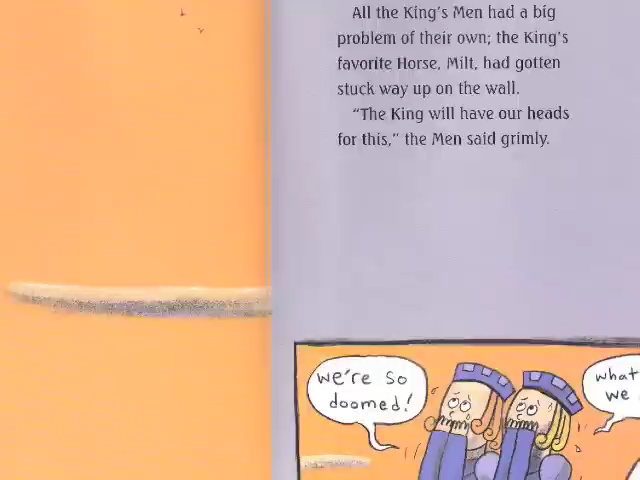 All the King's Men had a big
problem of their own; the King's
favorite Horse, Milt, had gotten
stuck way up on the wall.
"The King will have our heads
for this," the Men said grimly.
we're so
doomed!
what
we